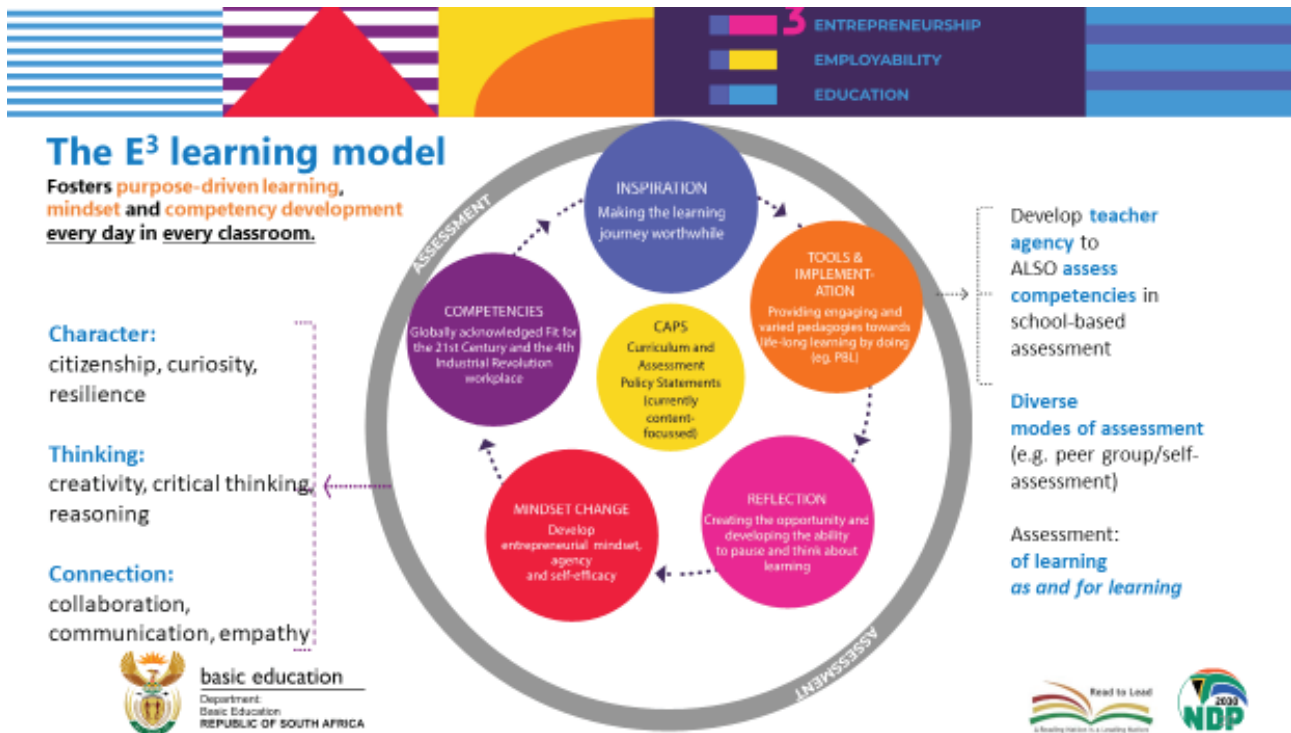 3 ENTREPRENEURSHIP
EMPLOYABILITY
EDUCATION
The E³ learning model
Fosters purpose-driven learning,
mindset and competency development
every day in every classroom.
Character:
citizenship, curiosity,
resilience
Thinking:
creativity, critical thinking,
reasoning
Connection:
collaboration,
communication, empathy
ASSESSMENT
INSPIRATION
Making the learning
journey worthwhile
TOOLS &
IMPLEMENT-
ATION
Providing engaging and
varied pedagogies towards
life-long learning by doing
(eg. PBL)
REFLECTION
Creating the opportunity and
developing the ability
to pause and think about
learning
MINDSET CHANGE
Develop
entrepreneurial mindset,
agency
and self-efficacy
COMPETENCIES
Globally acknowledged Fit for
the 21st Century and the 4th
Industrial Revolution
workplace
CAPS
Curriculum and
Assessment
Policy Statements
(currently
content-
focussed)
ASSESSMENT
Develop teacher
agency to
ALSO assess
competencies in
school-based
assessment
Diverse
modes of assessment
(e.g. peer group/self-
assessment)
Assessment:
of learning
as and for learning
basic education
Department:
Basic Education
REPUBLIC OF SOUTH AFRICA
Read to Lead
A Reading Nation is a Leading Nation
2030
NDP